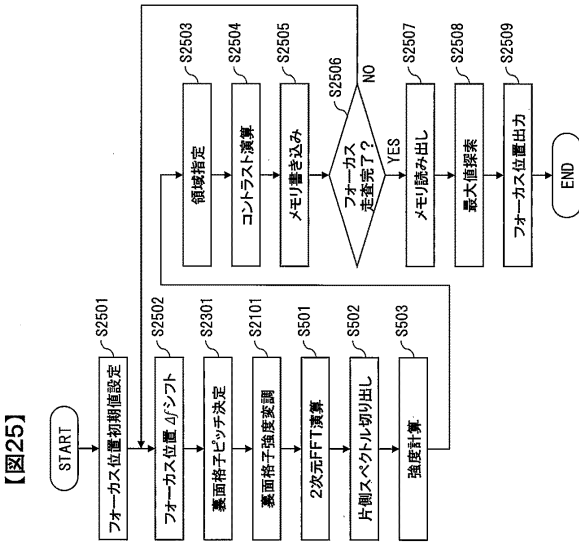 【図25】
START
フォーカス位置初期値設定
S2501
フォーカス位置Δfシフト
S2502
裏面格子ピッチ決定
S2301
裏面格子強度変調
S2101
2次元FFT演算
S501
片側スペクトル切り出し
S502
強度計算
S503
領域指定
S2503
コントラスト演算
S2504
メモリ書き込み
S2505
フォーカス
走査完了?
S2506
NO
YES
メモリ読み出し
S2507
最大値探索
S2508
フォーカス位置出力
S2509
END